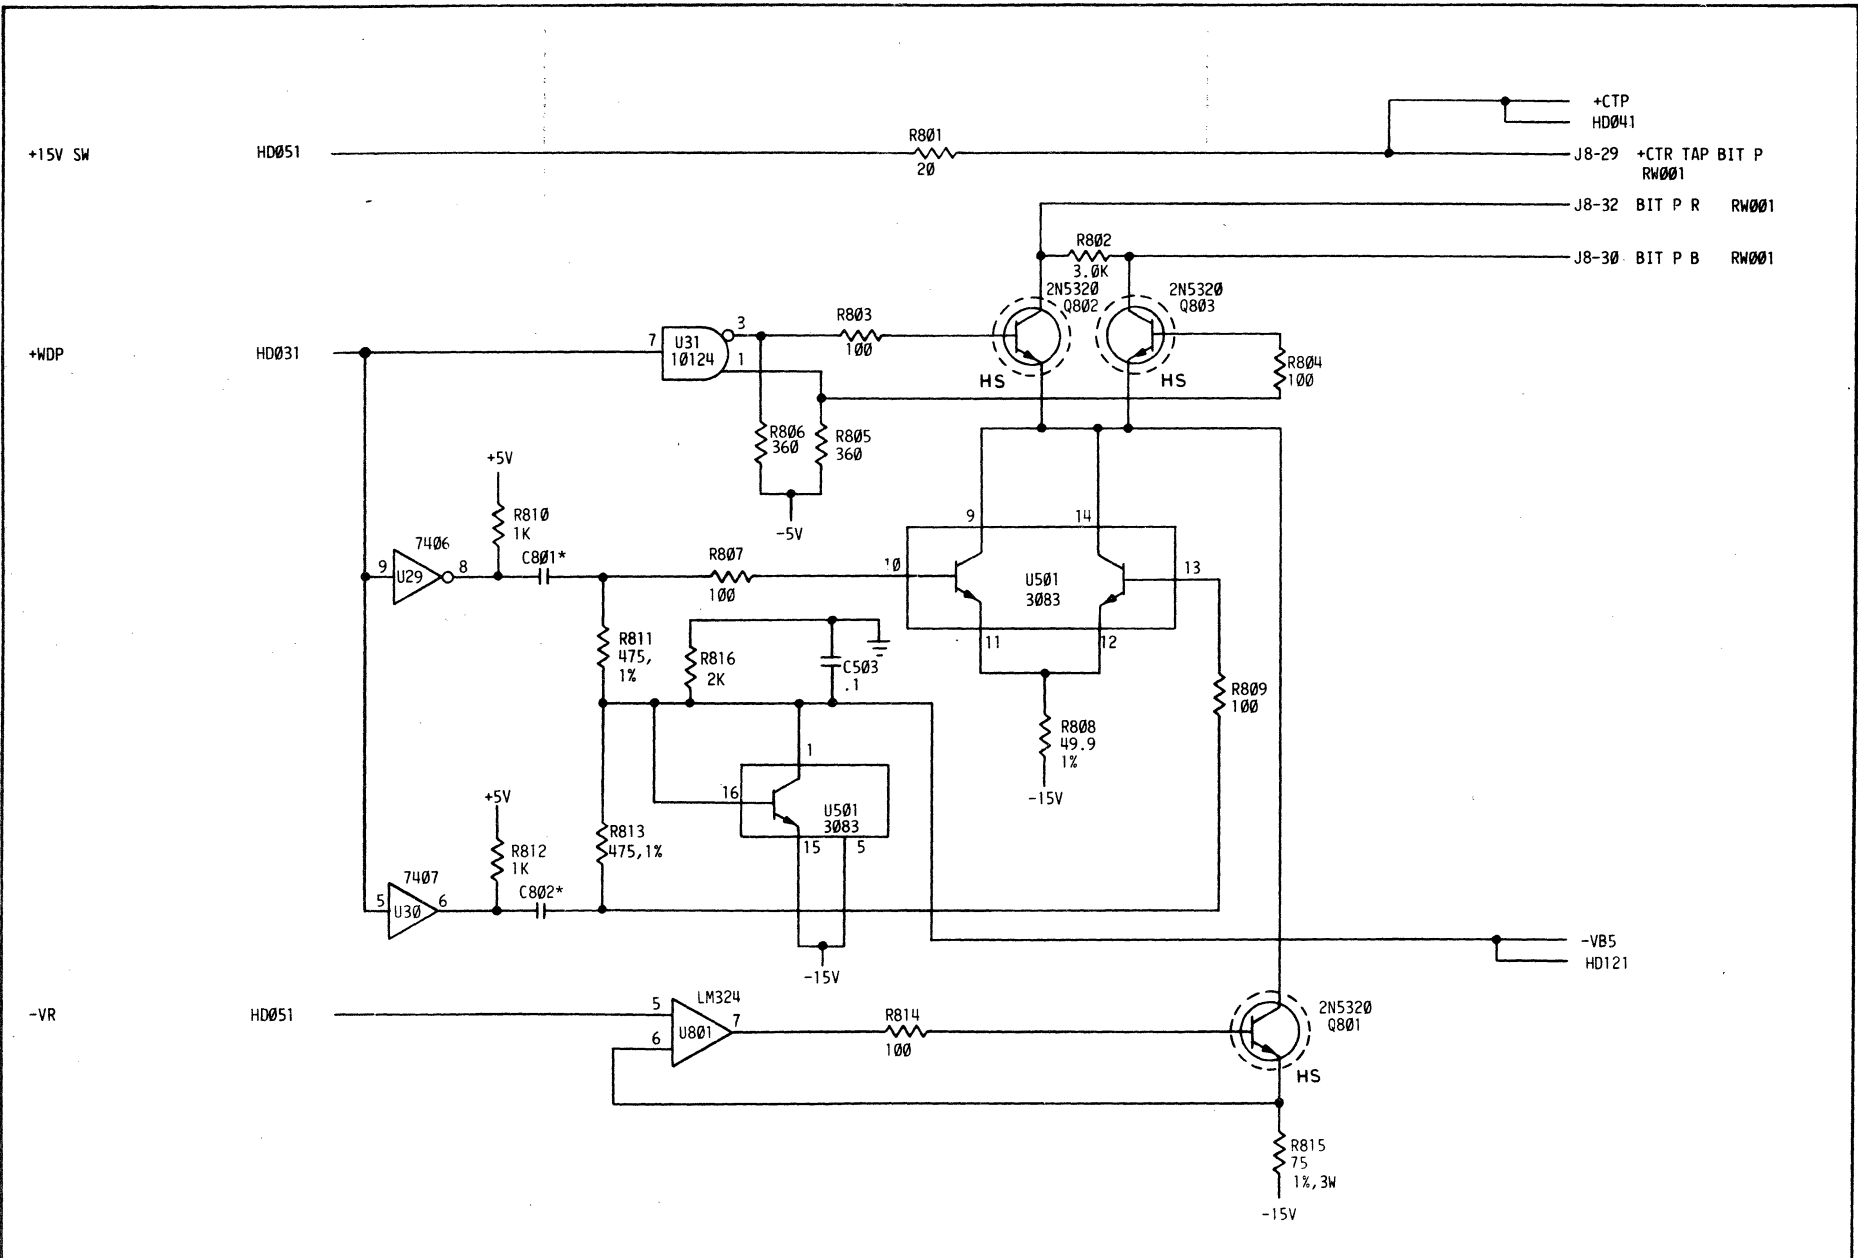 +CTP
HDØ41
+15V SW HDØ51
R8Ø1
2Ø
J8-29 +CTR TAP BIT P
RWØØ1
J8-32 BIT P R RWØØ1
R8Ø2
3.ØK
J8-3Ø BIT P B RWØØ1
2N532Ø
Q8Ø2
2N532Ø
Q8Ø3
HS
HS
+WDP HDØ31
7
U31
1Ø124
3
1
R8Ø3
1ØØ
R8Ø4
1ØØ
R8Ø6
36Ø
R8Ø5
36Ø
-5V
+5V
R81Ø
1K
74Ø6
9
U29
8
C8Ø1*
R8Ø7
1ØØ
9
14
1Ø
13
U5Ø1
3Ø83
11
12
R811
475,
1%
R816
2K
C5Ø3
.1
R8Ø9
1ØØ
R8Ø8
49.9
1%
-15V
1
16
U5Ø1
3Ø83
15
5
-15V
R813
475,1%
+5V
R812
1K
74Ø7
5
U3Ø
6
C8Ø2*
-VB5
HD121
-VR HDØ51
LM324
5
6
U8Ø1
7
R814
1ØØ
2N532Ø
Q8Ø1
HS
R815
75
1%,3W
-15V